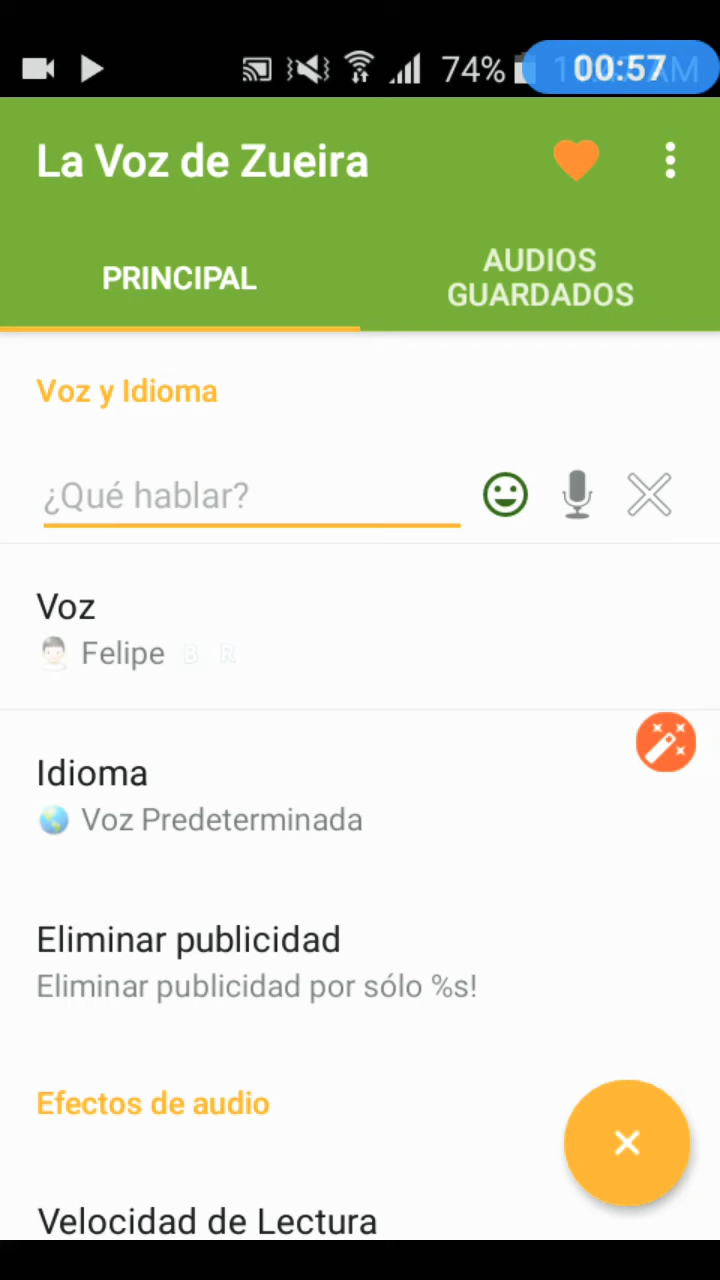 74%
00:57
AM
La Voz de Zueira
PRINCIPAL
AUDIOS
GUARDADOS
Voz y Idioma
¿Qué hablar?
Voz
Felipe B R
Idioma
Voz Predeterminada
Eliminar publicidad
Eliminar publicidad por sólo %s!
Efectos de audio
Velocidad de Lectura